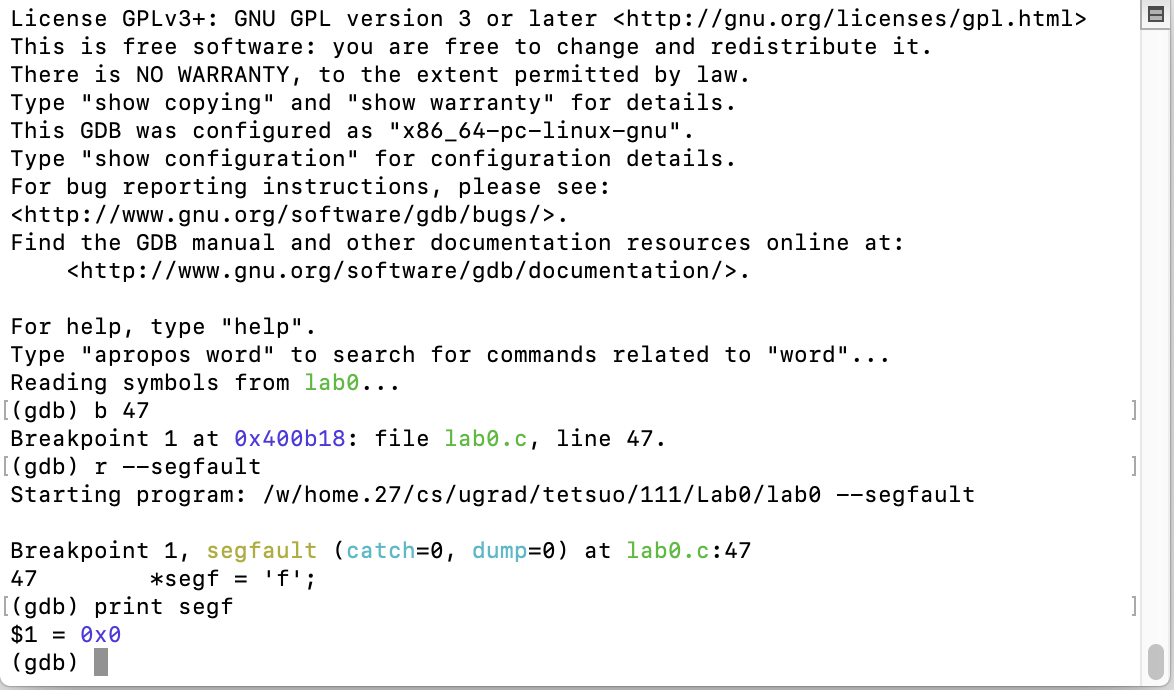 License GPLv3+: GNU GPL version 3 or later <http://gnu.org/licenses/gpl.html>
This is free software: you are free to change and redistribute it.
There is NO WARRANTY, to the extent permitted by law.
Type "show copying" and "show warranty" for details.
This GDB was configured as "x86_64-pc-linux-gnu".
Type "show configuration" for configuration details.
For bug reporting instructions, please see:
<http://www.gnu.org/software/gdb/bugs/>.
Find the GDB manual and other documentation resources online at:
    <http://www.gnu.org/software/gdb/documentation/>.

For help, type "help".
Type "apropos word" to search for commands related to "word"...
Reading symbols from lab0...
[(gdb) b 47 ]
Breakpoint 1 at 0x400b18: file lab0.c, line 47.
[(gdb) r --segfault ]
Starting program: /w/home.27/cs/ugrad/tetsuo/111/Lab0/lab0 --segfault

Breakpoint 1, segfault (catch=0, dump=0) at lab0.c:47
47        *segf = 'f';
[(gdb) print segf ]
$1 = 0x0
(gdb)